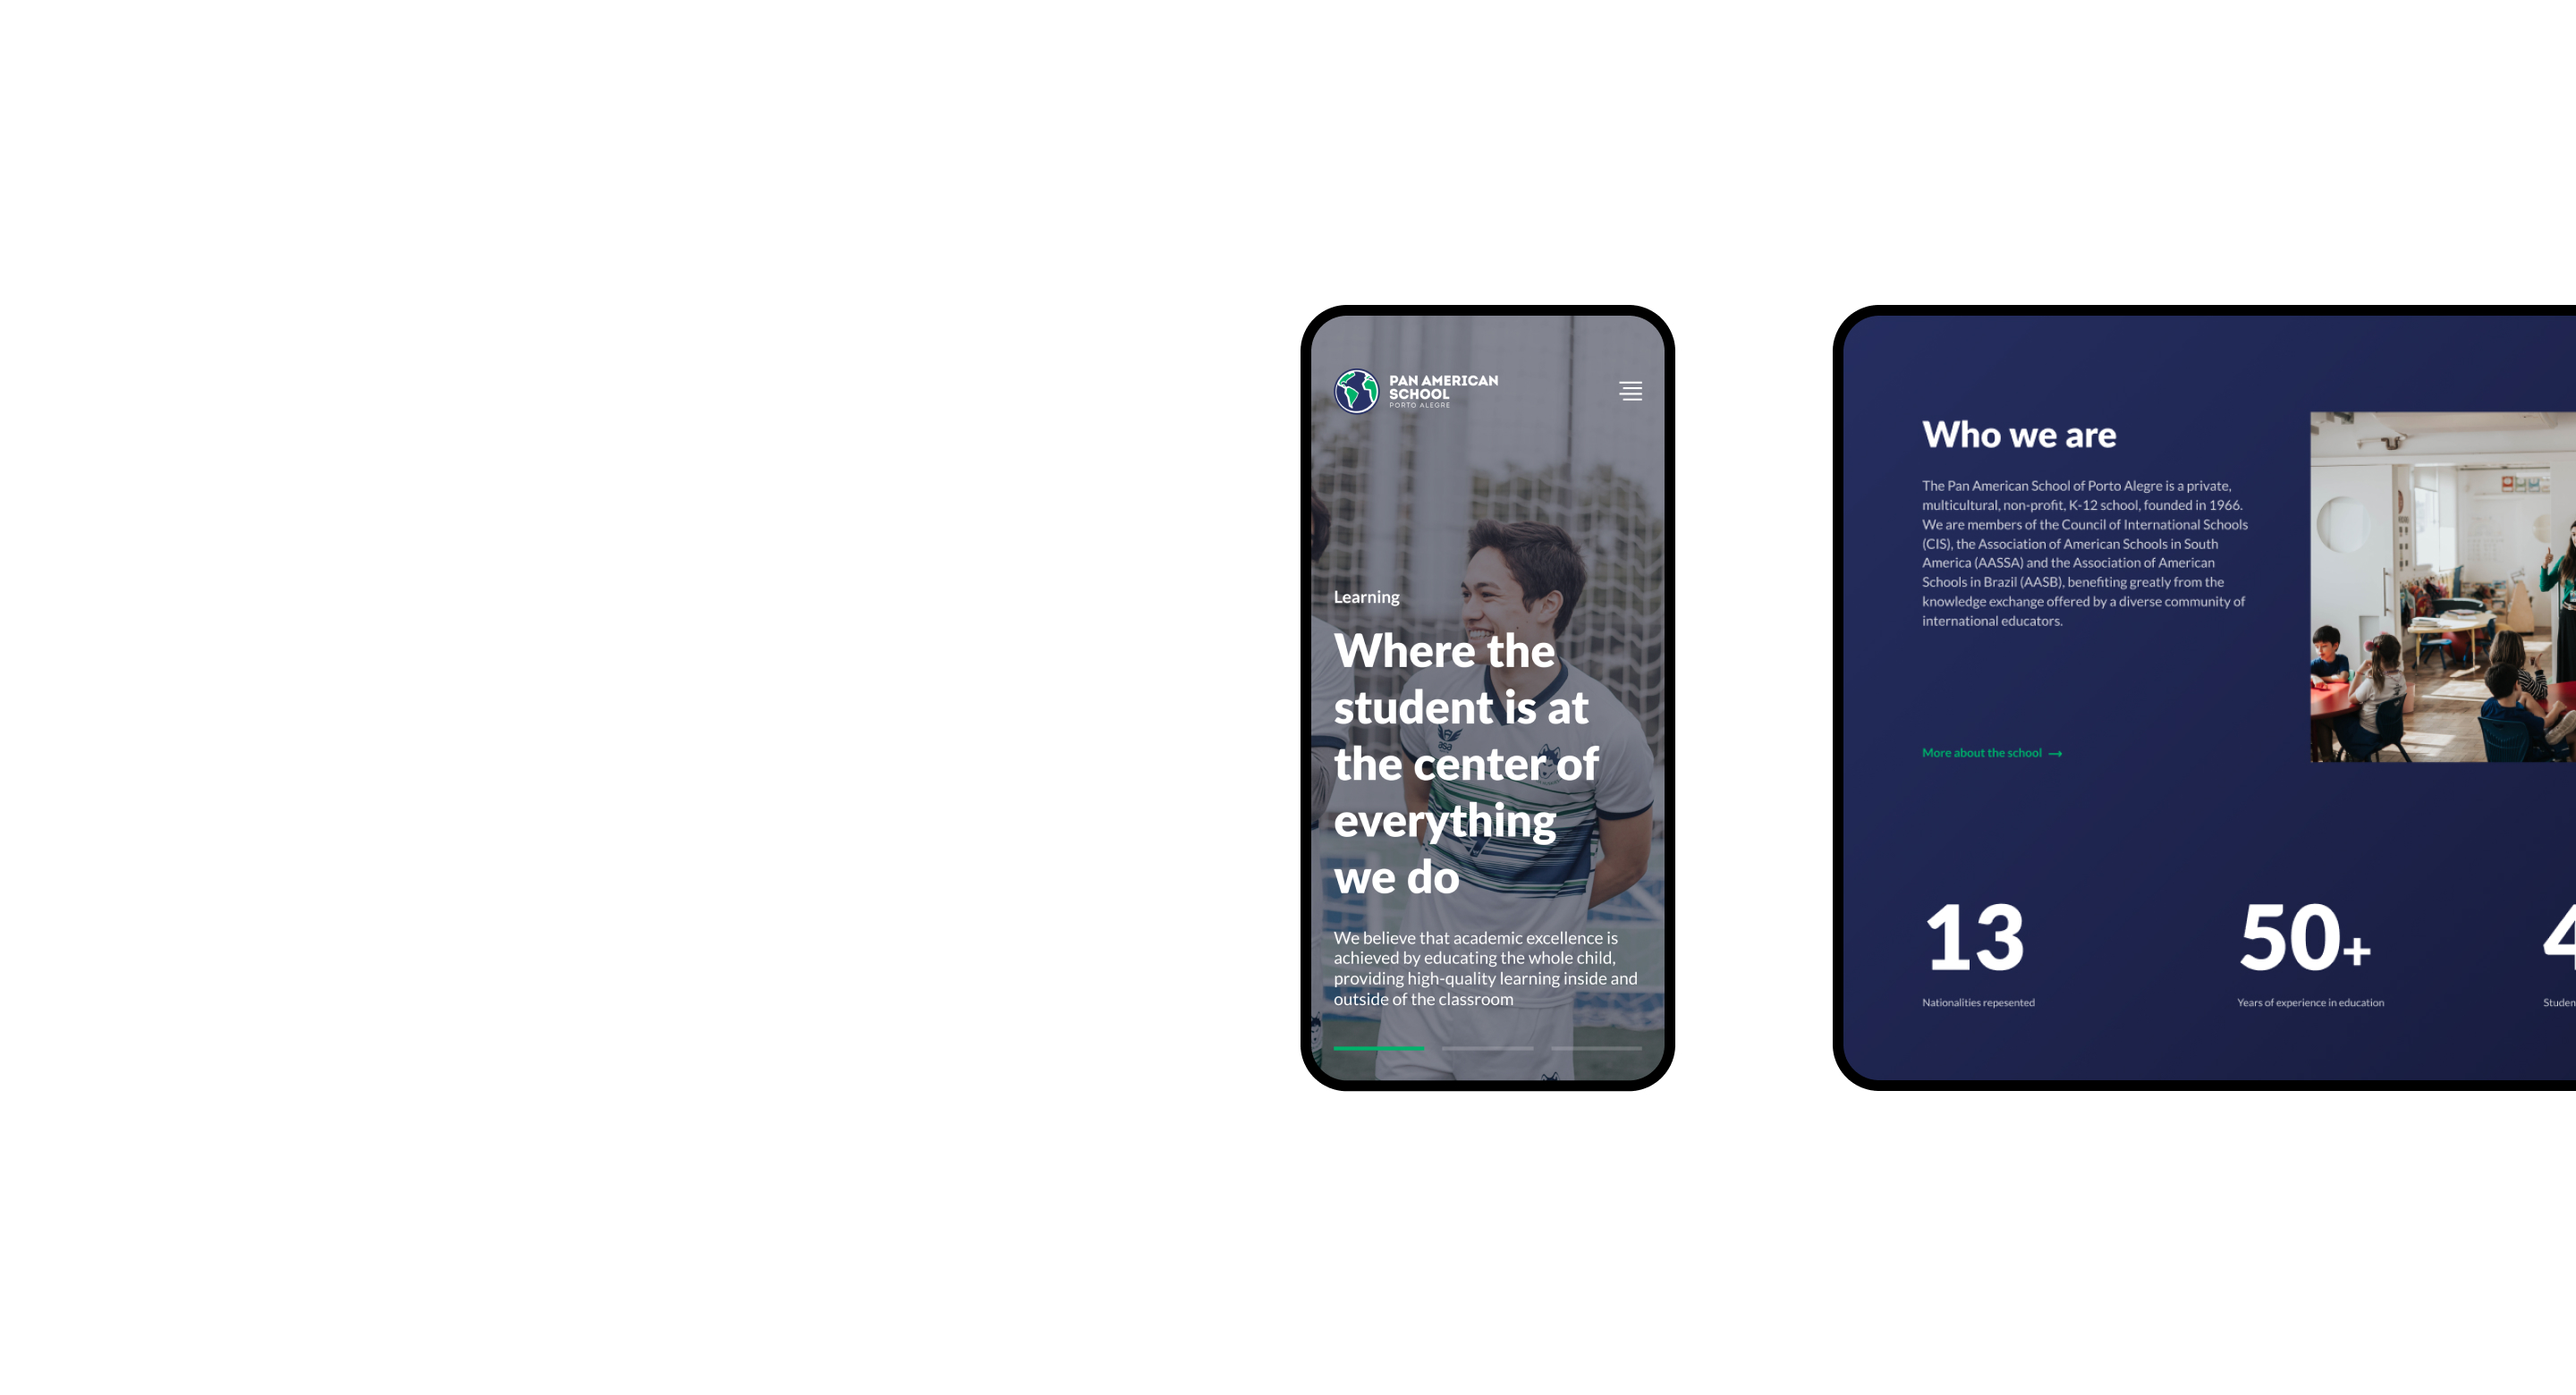 PAN AMERICAN
SCHOOL
PORTO ALEGRE
Learning
Where the
student is at
the center of
everything
we do
We believe that academic excellence is
achieved by educating the whole child,
providing high-quality learning inside and
outside of the classroom
Who we are
The Pan American School of Porto Alegre is a private,
multicultural, non-profit, K-12 school, founded in 1966.
We are members of the Council of International Schools
(CIS), the Association of American Schools in South
America (AASSA) and the Association of American
Schools in Brazil (AASB), benefiting greatly from the
knowledge exchange offered by a diverse community of
international educators.
More about the school →
13
Nationalities repesented
50+
Years of experience in education
4
Studen